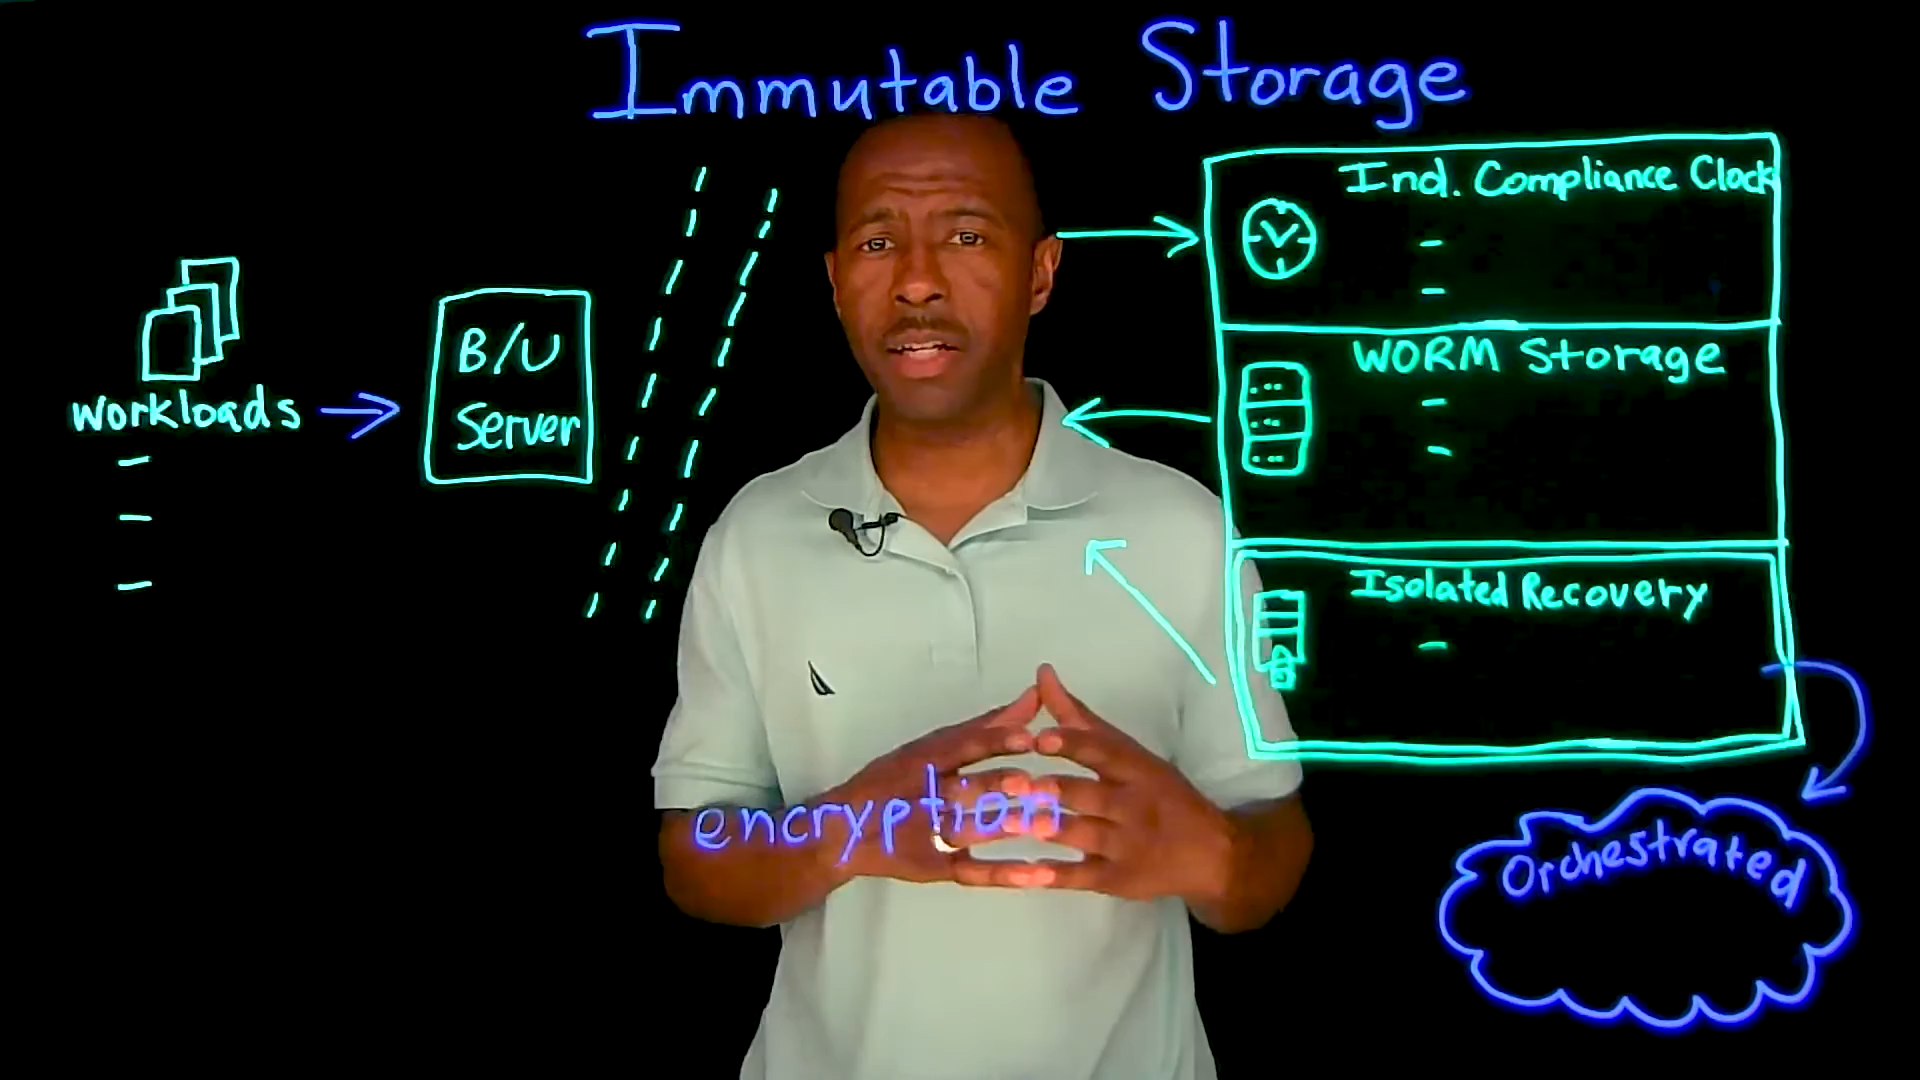 Immutable Storage
workloads
B/U
Server
Ind. Compliance Clock
WORM Storage
Isolated Recovery
encryption
Orchestrated